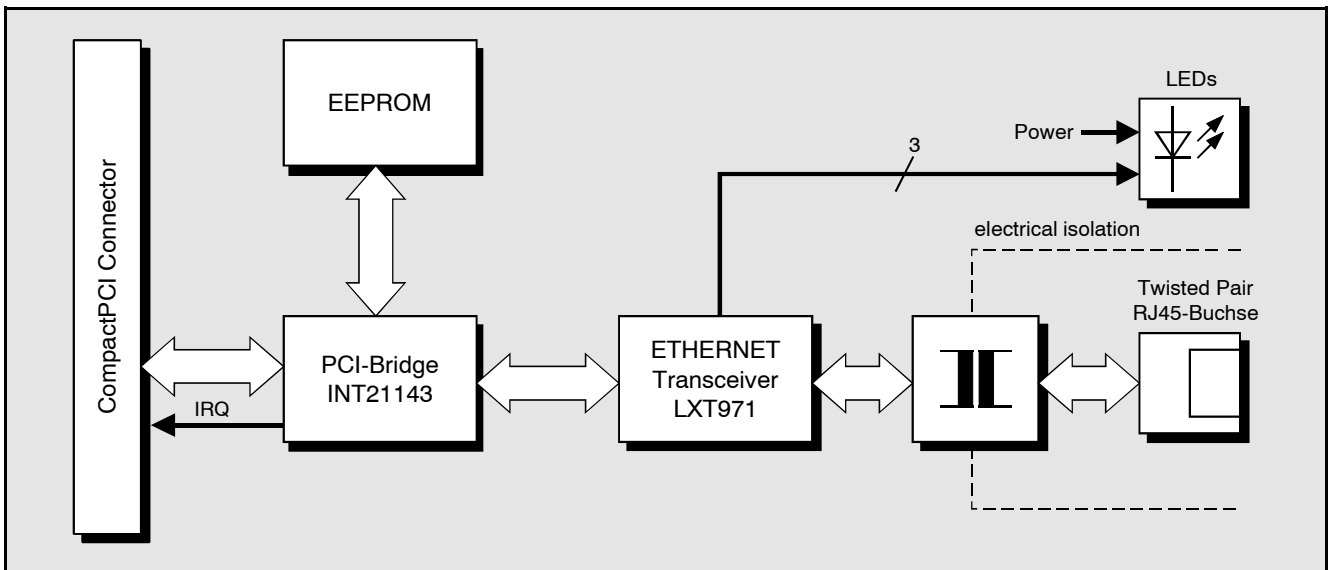 LEDs
EEPROM
Power
3
CompactPCI Connector
electrical isolation
Twisted Pair
RJ45-Buchse
PCI-Bridge
INT21143
ETHERNET
Transceiver
LXT971
IRQ